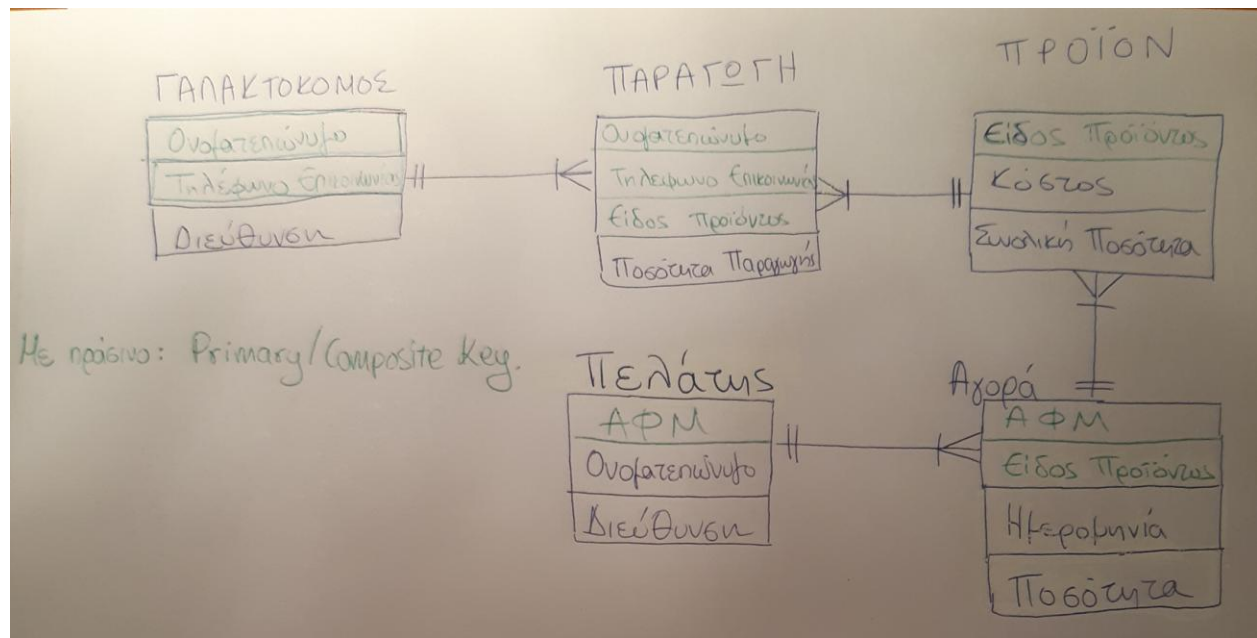 ΓΑΛΑΚΤΟΚΟΜΟΣ
Ονοματεπώνυμο
Τηλέφωνο Επικοινωνίας
Διεύθυνση
ΠΑΡΑΓΩΓΗ
Ονοματεπώνυμο
Τηλέφωνο Επικοινωνίας
Είδος Προϊόντος
Ποσότητα Παραγωγής
ΠΡΟΪΟΝ
Είδος Προϊόντος
Κόστος
Συνολική Ποσότητα
Με πράσινο: Primary/Composite Key.
Πελάτης
ΑΦΜ
Ονοματεπώνυμο
Διεύθυνση
Αγορά
ΑΦΜ
Είδος Προϊόντος
Ημερομηνία
Ποσότητα